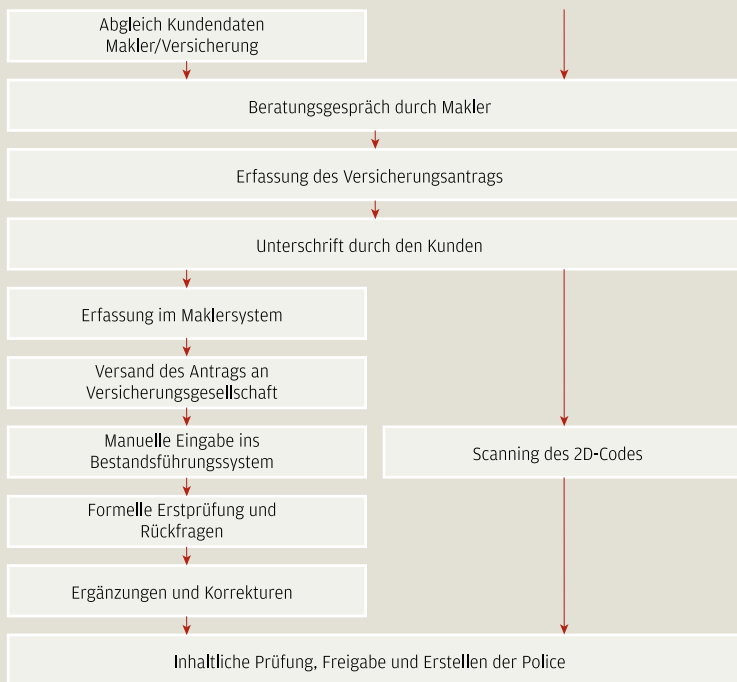 Abgleich Kundendaten
Makler/Versicherung
Beratungsgespräch durch Makler
Erfassung des Versicherungsantrags
Unterschrift durch den Kunden
Erfassung im Maklersystem
Versand des Antrags an
Versicherungsgesellschaft
Manuelle Eingabe ins
Bestandsführungssystem
Scanning des 2D-Codes
Formelle Erstprüfung und
Rückfragen
Ergänzungen und Korrekturen
Inhaltliche Prüfung, Freigabe und Erstellen der Police